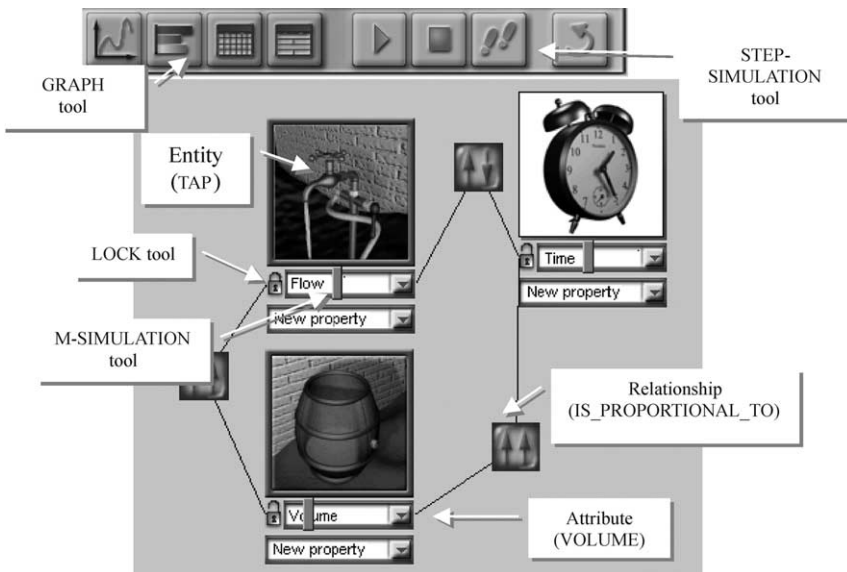 GRAPH
tool
STEP-
SIMULATION
tool
Entity
(TAP)
12
LOCK tool
Flow
Time
New property
New property
M-SIMULATION
tool
Relationship
(IS_PROPORTIONAL_TO)
Volume
Attribute
(VOLUME)
New property